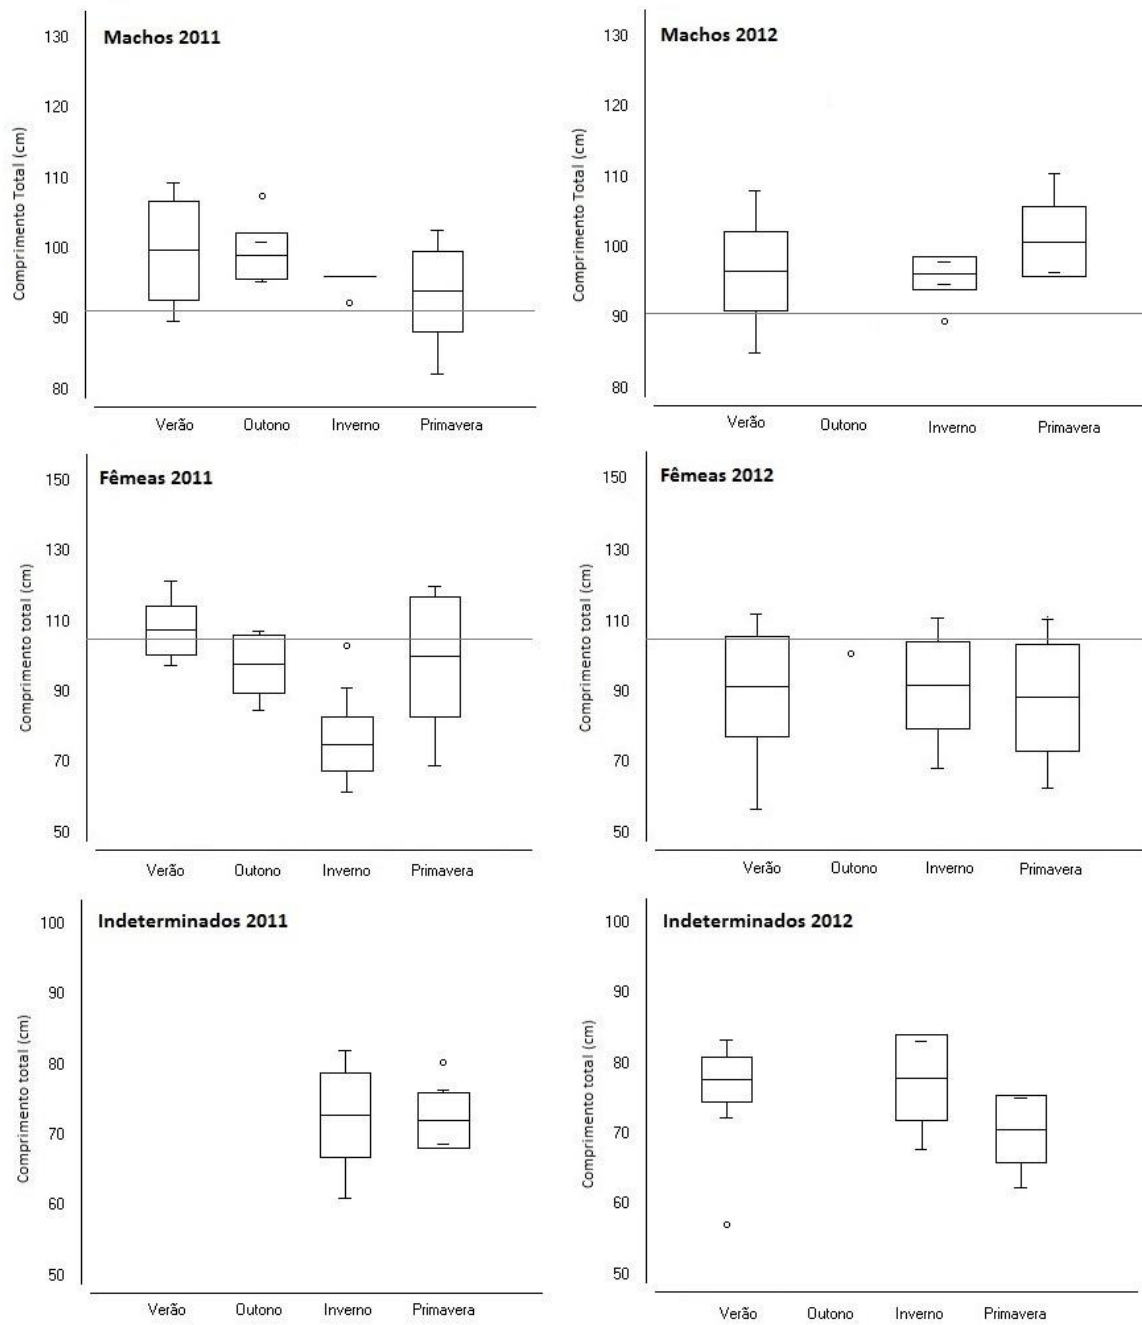 Machos 2011
Comprimento Total (cm)
130
120
110
100
90
80
Verão Outono Inverno Primavera
Machos 2012
Comprimento Total (cm)
130
120
110
100
90
80
Verão Outono Inverno Primavera
Fêmeas 2011
Comprimento total (cm)
150
130
110
90
70
50
Verão Outono Inverno Primavera
Fêmeas 2012
Comprimento total (cm)
150
130
110
90
70
50
Verão Outono Inverno Primavera
Indeterminados 2011
Comprimento total (cm)
100
90
80
70
60
50
Verão Outono Inverno Primavera
Indeterminados 2012
Comprimento total (cm)
100
90
80
70
60
50
Verão Outono Inverno Primavera